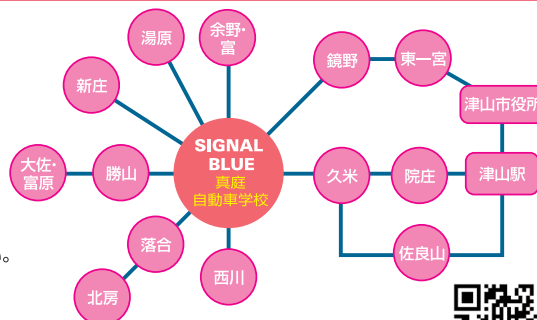 湯原
余野・
富
鏡野
東一宮
新庄
津山市役所
SIGNAL
BLUE
真庭
自動車学校
大佐・
富原
勝山
久米
院庄
津山駅
落合
佐良山
西川
北房
。